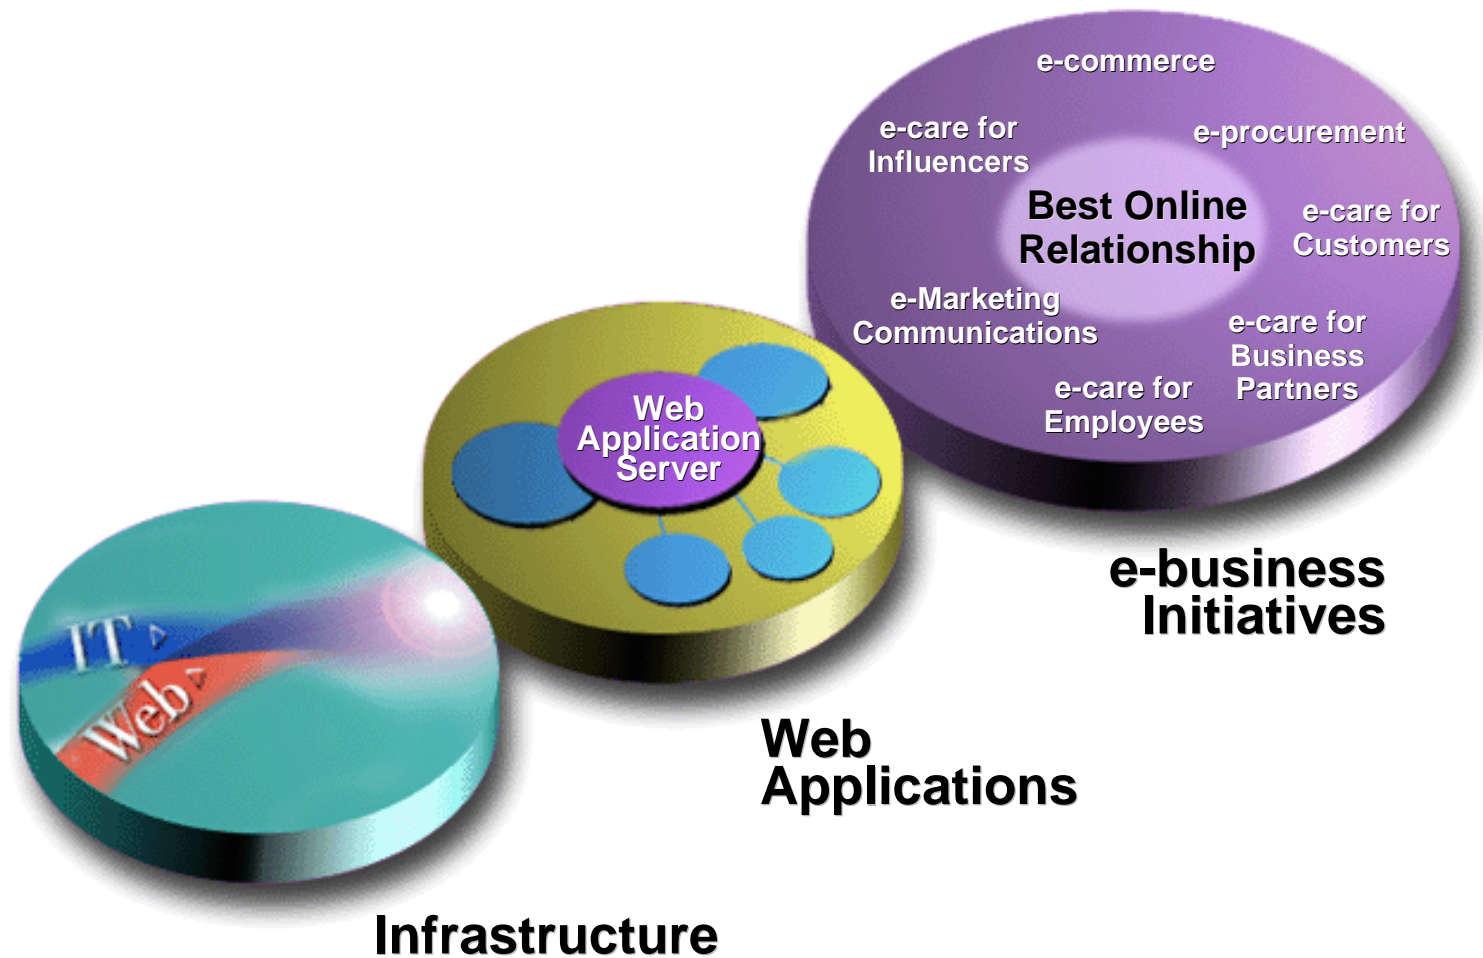 e-commerce
e-care for
Influencers
e-procurement
Best Online
Relationship
e-care for
Customers
e-Marketing
Communications
e-care for
Business
Partners
e-care for
Employees
e-business
Initiatives
Web
Application
Server
Web
Applications
IT
Web
Infrastructure